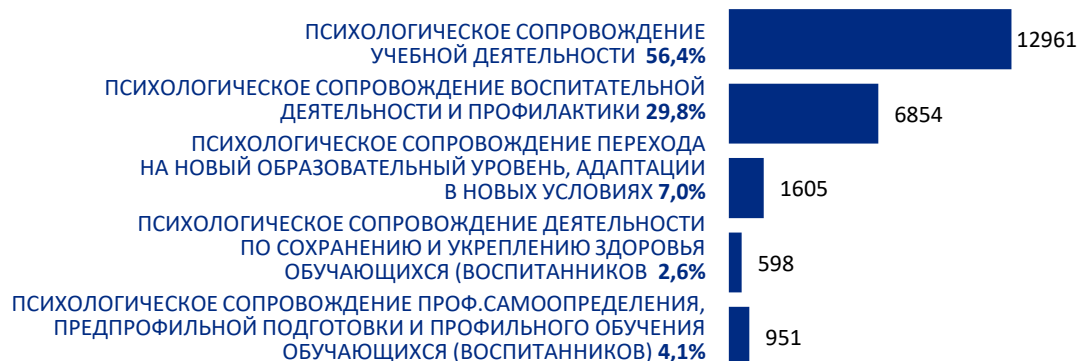 ПСИХОЛОГИЧЕСКОЕ СОПРОВОЖДЕНИЕ
УЧЕБНОЙ ДЕЯТЕЛЬНОСТИ 56,4%
12961
ПСИХОЛОГИЧЕСКОЕ СОПРОВОЖДЕНИЕ ВОСПИТАТЕЛЬНОЙ
ДЕЯТЕЛЬНОСТИ И ПРОФИЛАКТИКИ 29,8%
6854
ПСИХОЛОГИЧЕСКОЕ СОПРОВОЖДЕНИЕ ПЕРЕХОДА
НА НОВЫЙ ОБРАЗОВАТЕЛЬНЫЙ УРОВЕНЬ, АДАПТАЦИИ
В НОВЫХ УСЛОВИЯХ 7,0%
1605
ПСИХОЛОГИЧЕСКОЕ СОПРОВОЖДЕНИЕ ДЕЯТЕЛЬНОСТИ
ПО СОХРАНЕНИЮ И УКРЕПЛЕНИЮ ЗДОРОВЬЯ
ОБУЧАЮЩИХСЯ (ВОСПИТАННИКОВ 2,6%
598
ПСИХОЛОГИЧЕСКОЕ СОПРОВОЖДЕНИЕ ПРОФ.САМООПРЕДЕЛЕНИЯ,
ПРЕДПРОФИЛЬНОЙ ПОДГОТОВКИ И ПРОФИЛЬНОГО ОБУЧЕНИЯ
ОБУЧАЮЩИХСЯ (ВОСПИТАННИКОВ) 4,1%
951